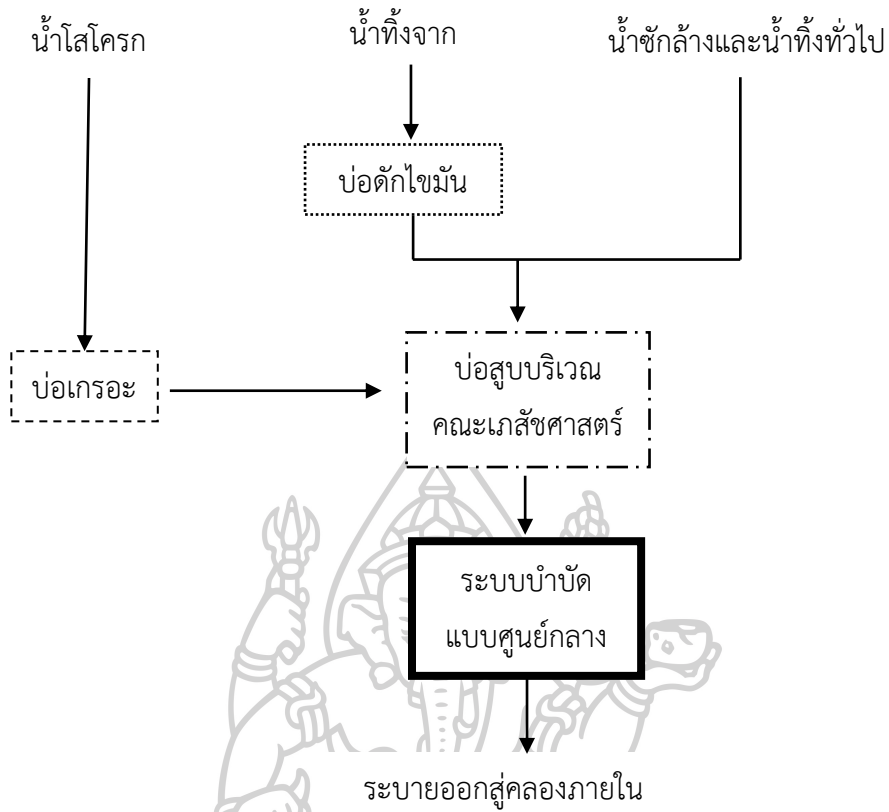 น้ำโสโครก
น้ำทิ้งจาก
น้ำซักล้างและน้ำทิ้งทั่วไป
บ่อดักไขมัน
บ่อเกรอะ
บ่อสูบบริเวณ
คณะเภสัชศาสตร์
ระบบบำบัด
แบบศูนย์กลาง
ระบายออกสู่คลองภายใน